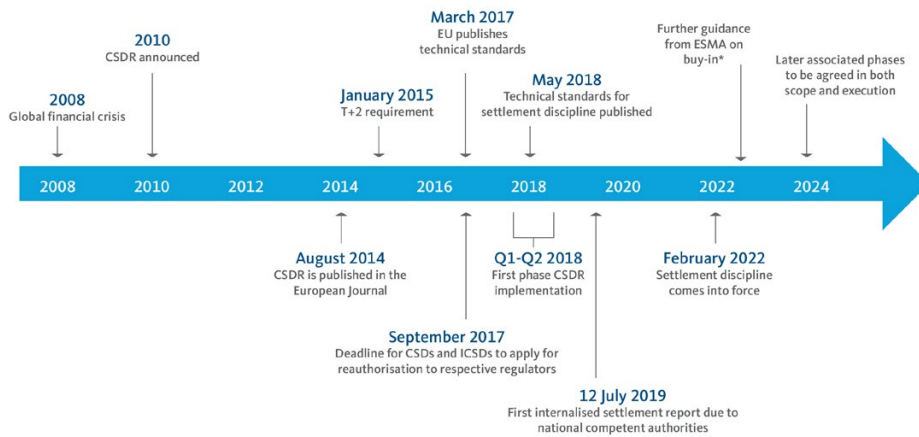 March 2017
EU publishes
technical standards
2010
CSDR announced
Further guidance
from ESMA on
buy-in*
Later associated phases
to be agreed in both
scope and execution
May 2018
Technical standards for
settlement discipline published
January 2015
T+2 requirement
2008
Global financial crisis
2008 2010 2012 2014 2016 2018 2020 2022 2024
August 2014
CSDR is published in the
European Journal
Q1-Q2 2018
First phase CSDR
implementation
February 2022
Settlement discipline
comes into force
September 2017
Deadline for CSDs and ICSDs to apply for
reauthorisation to respective regulators
12 July 2019
First internalised settlement report due to
national competent authorities